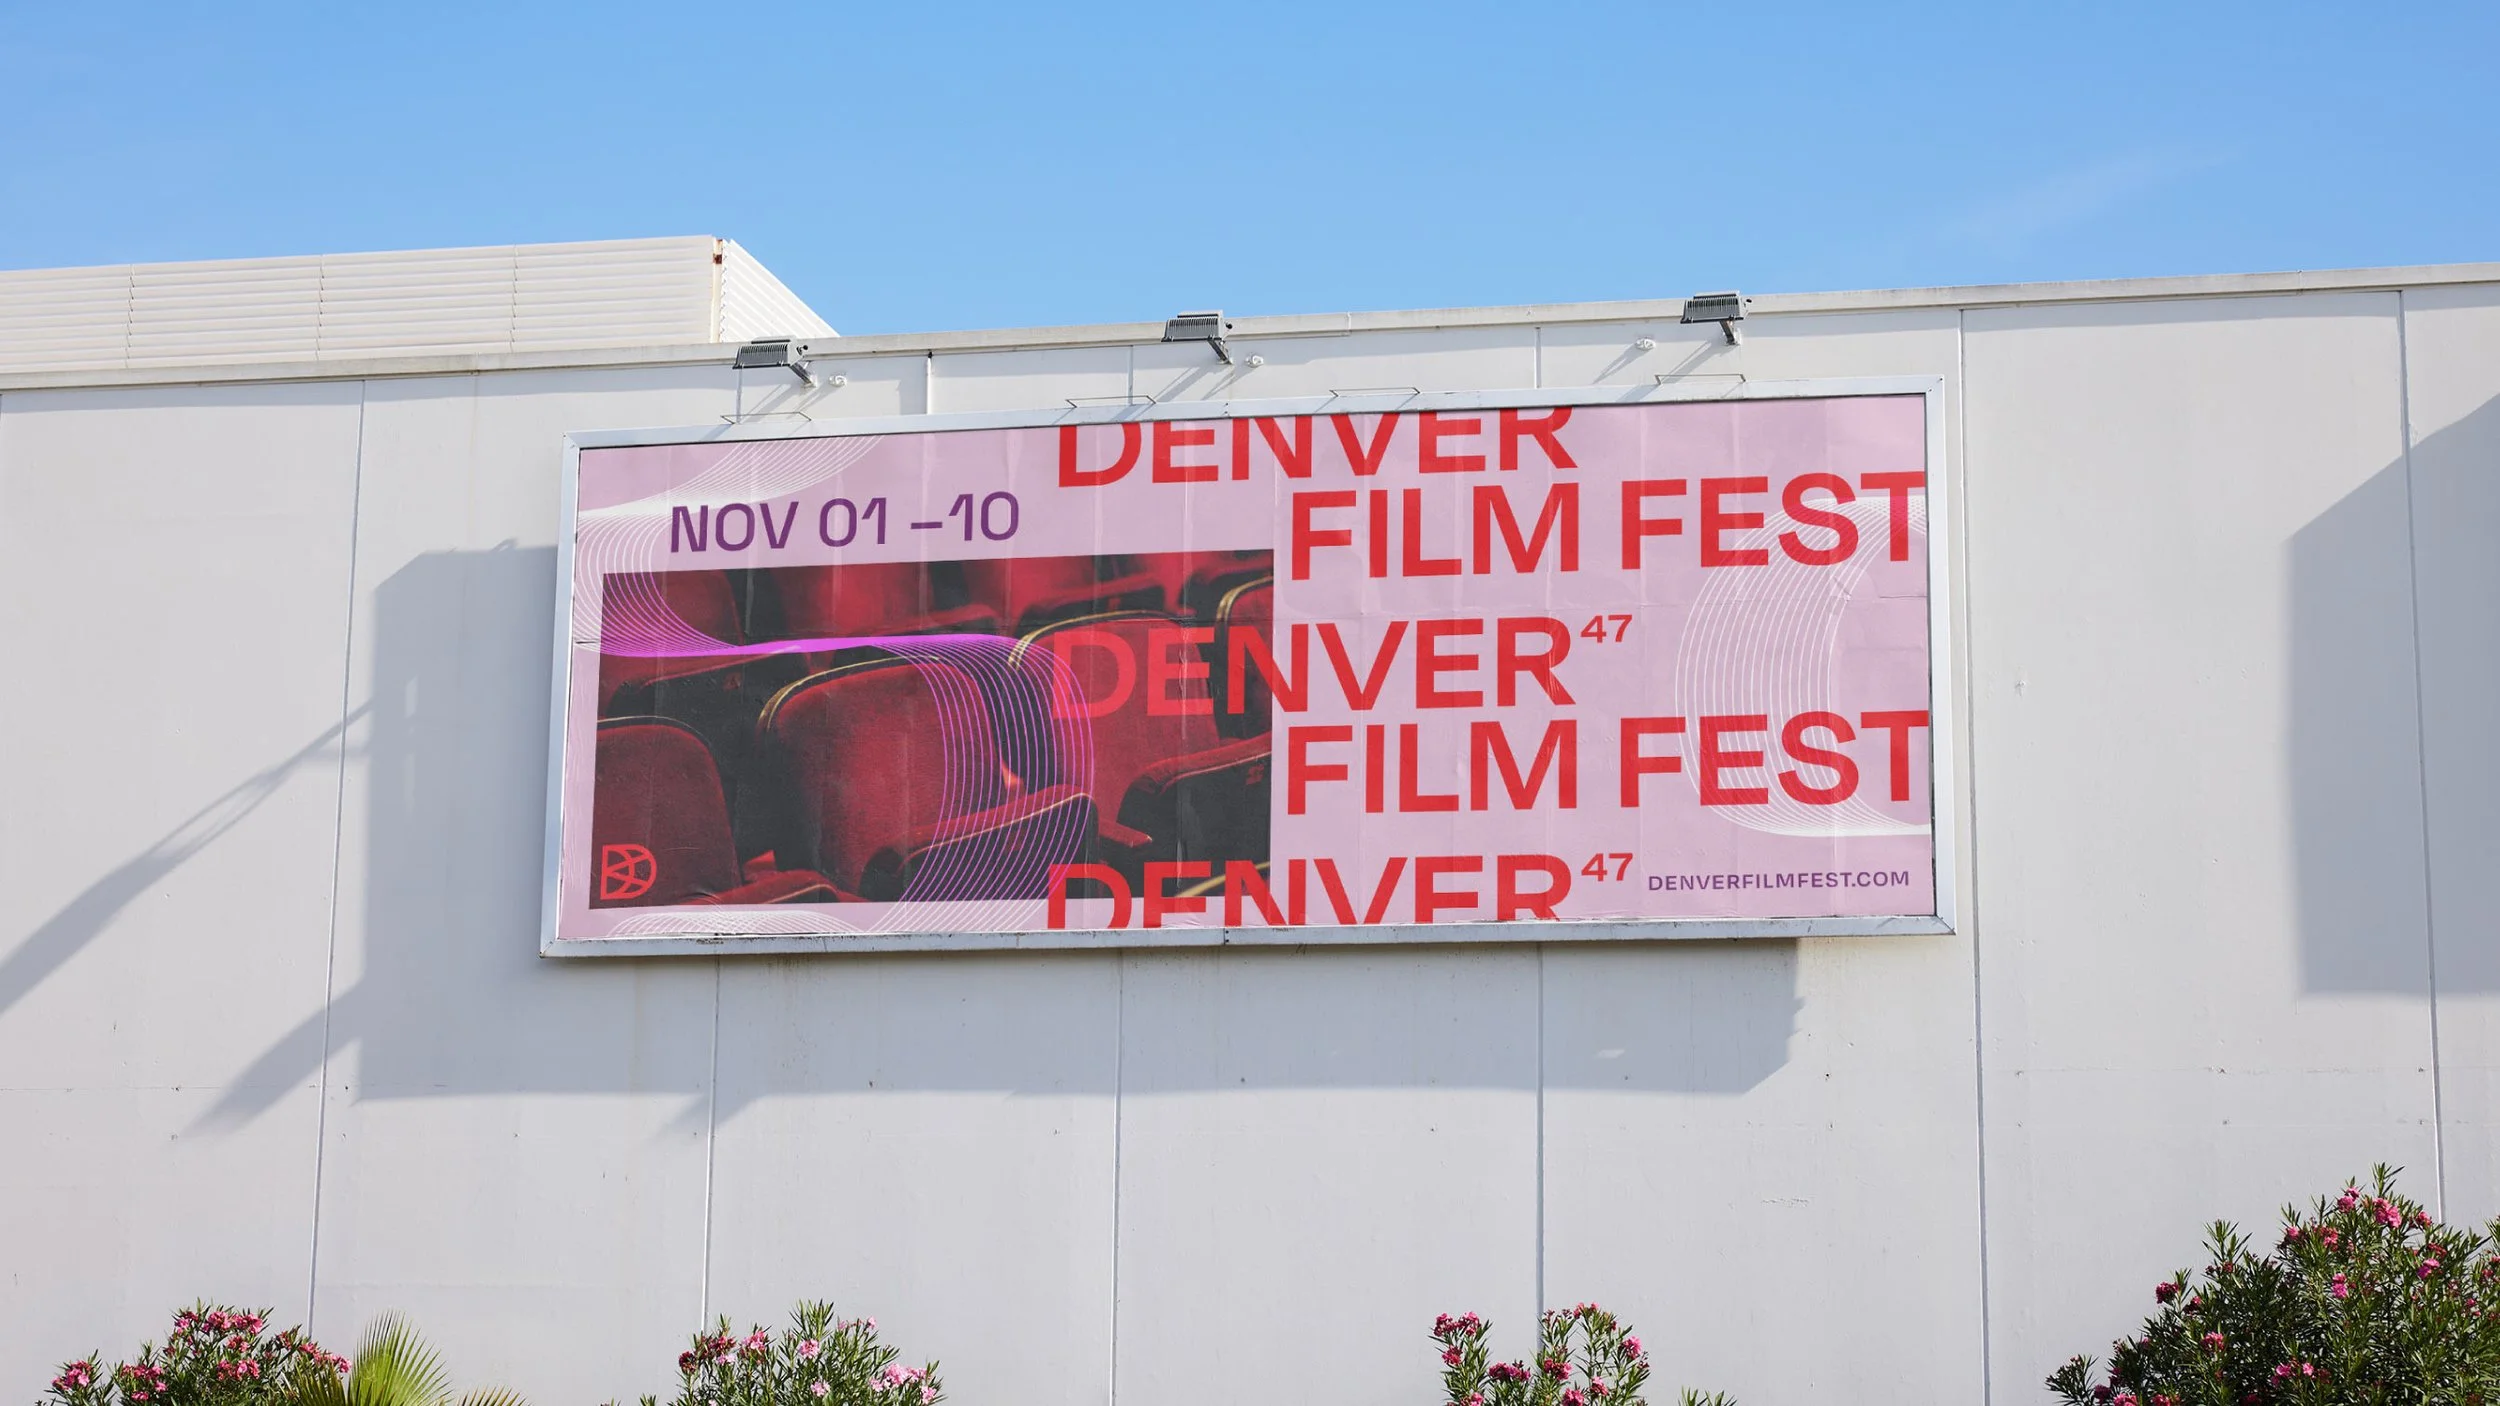 NOV 01 –10
DENVER
FILM FEST
DENVER47
FILM FEST
DENVER47
DENVERFILMFEST.COM